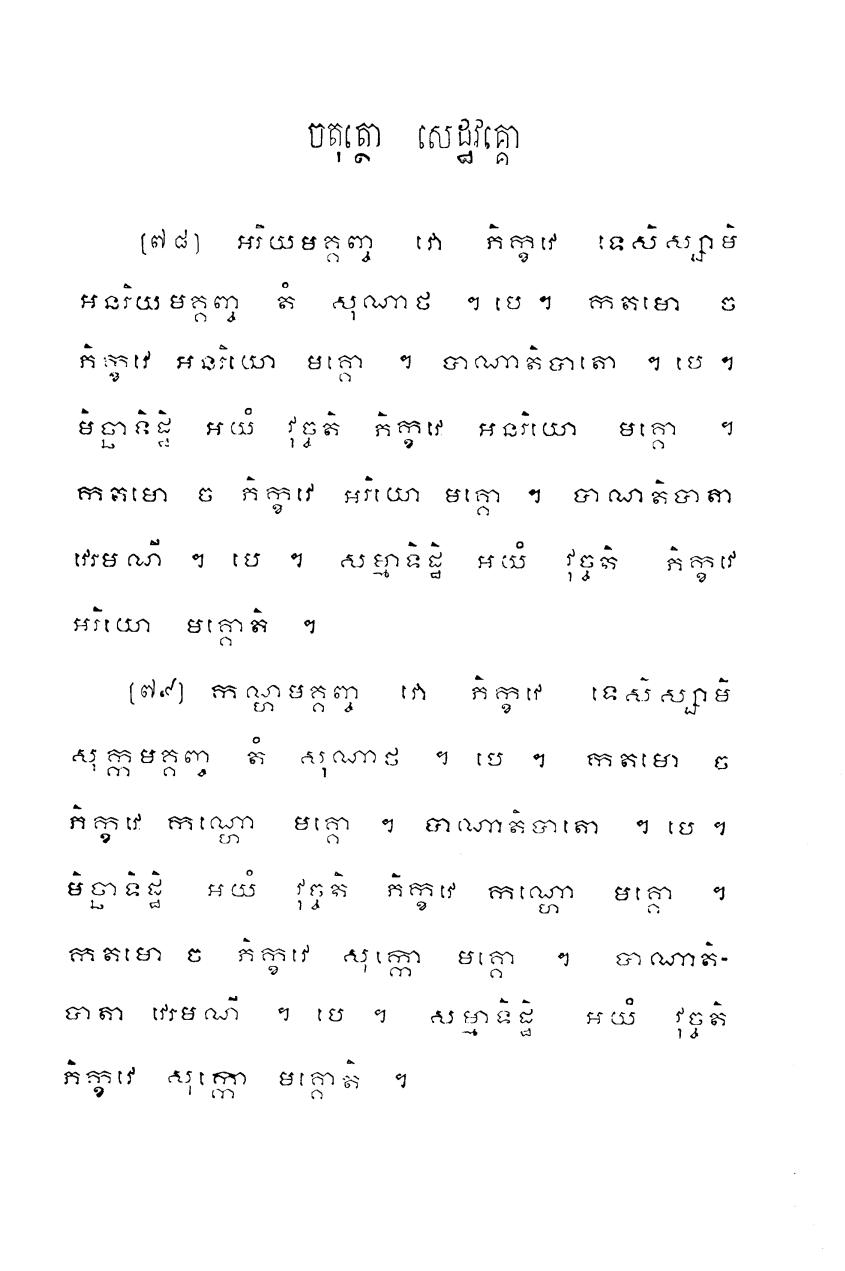 ចតុត្ថោ សេដ្ឋវគ្គោ
(៧៨) អរិយមគ្គញ្ច វោ ភិក្ខវេ ទេសិស្សាមិ
អនរិយមគ្គញ្ច តំ សុណាថ ។ បេ ។ កតមោ ច
ភិក្ខវេ អនរិយោ មគ្គោ ។ បាណាតិបាតោ ។ បេ ។
មិច្ឆាទិដ្ឋិ អយំ វុច្ចតិ ភិក្ខវេ អនរិយោ មគ្គោ ។
កតមោ ច ភិក្ខវេ អរិយោ មគ្គោ ។ បាណាតិបាតា
វេរមណី ។ បេ ។ សម្មាទិដ្ឋិ អយំ វុច្ចតិ ភិក្ខវេ
អរិយោ មគ្គោតិ ។
(៧៩) កណ្ហមគ្គញ្ច វោ ភិក្ខវេ ទេសិស្សាមិ
សុក្កមគ្គញ្ច តំ សុណាថ ។ បេ ។ កតមោ ច
ភិក្ខវេ កណ្ហោ មគ្គោ ។ បាណាតិបាតោ ។ បេ ។
មិច្ឆាទិដ្ឋិ អយំ វុច្ចតិ ភិក្ខវេ កណ្ហោ មគ្គោ ។
កតមោ ច ភិក្ខវេ សុក្កោ មគ្គោ ។ បាណាតិ-
បាតា វេរមណី ។ បេ ។ សម្មាទិដ្ឋិ អយំ វុច្ចតិ
ភិក្ខវេ សុក្កោ មគ្គោតិ ។